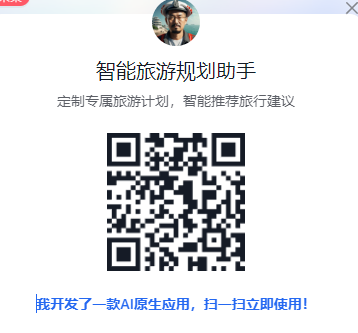 智能旅游规划助手
定制专属旅游计划，智能推荐旅行建议
我开发了一款AI原生应用，扫一扫立即使用！